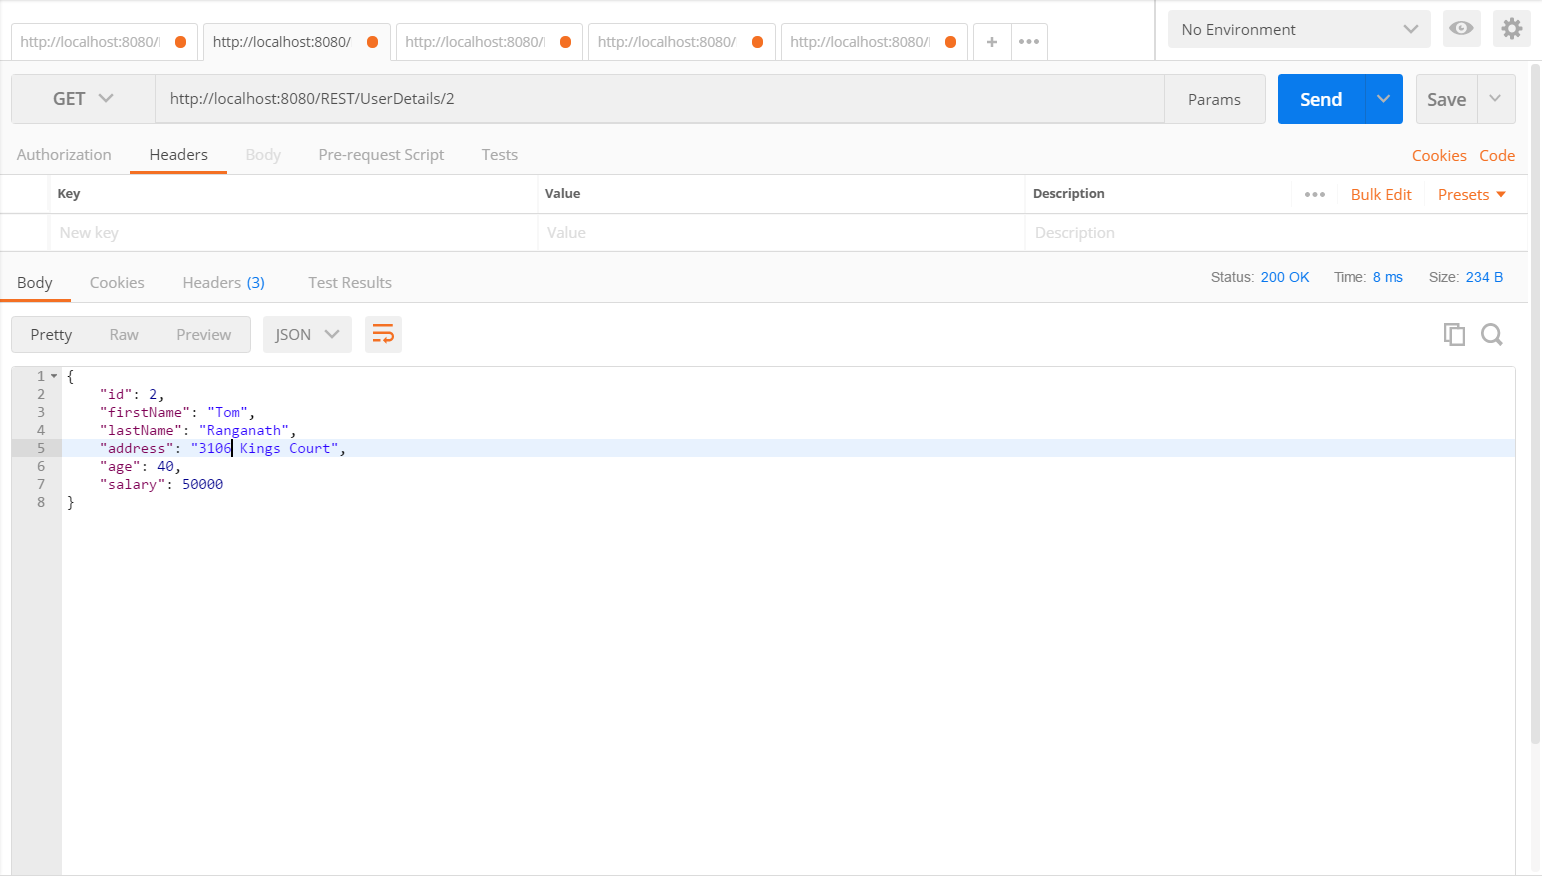 http://localhost:8080/ http://localhost:8080/ http://localhost:8080/ http://localhost:8080/ http://localhost:8080/ + ••• No Environment
GET http://localhost:8080/REST/UserDetails/2 Params Send Save
Authorization Headers Body Pre-request Script Tests Cookies Code
Key Value Description ••• Bulk Edit Presets
New key Value Description
Body Cookies Headers (3) Test Results Status: 200 OK Time: 8 ms Size: 234 B
Pretty Raw Preview JSON
1 {
2 "id": 2,
3 "firstName": "Tom",
4 "lastName": "Ranganath",
5 "address": "3106 Kings Court",
6 "age": 40,
7 "salary": 50000
8 }